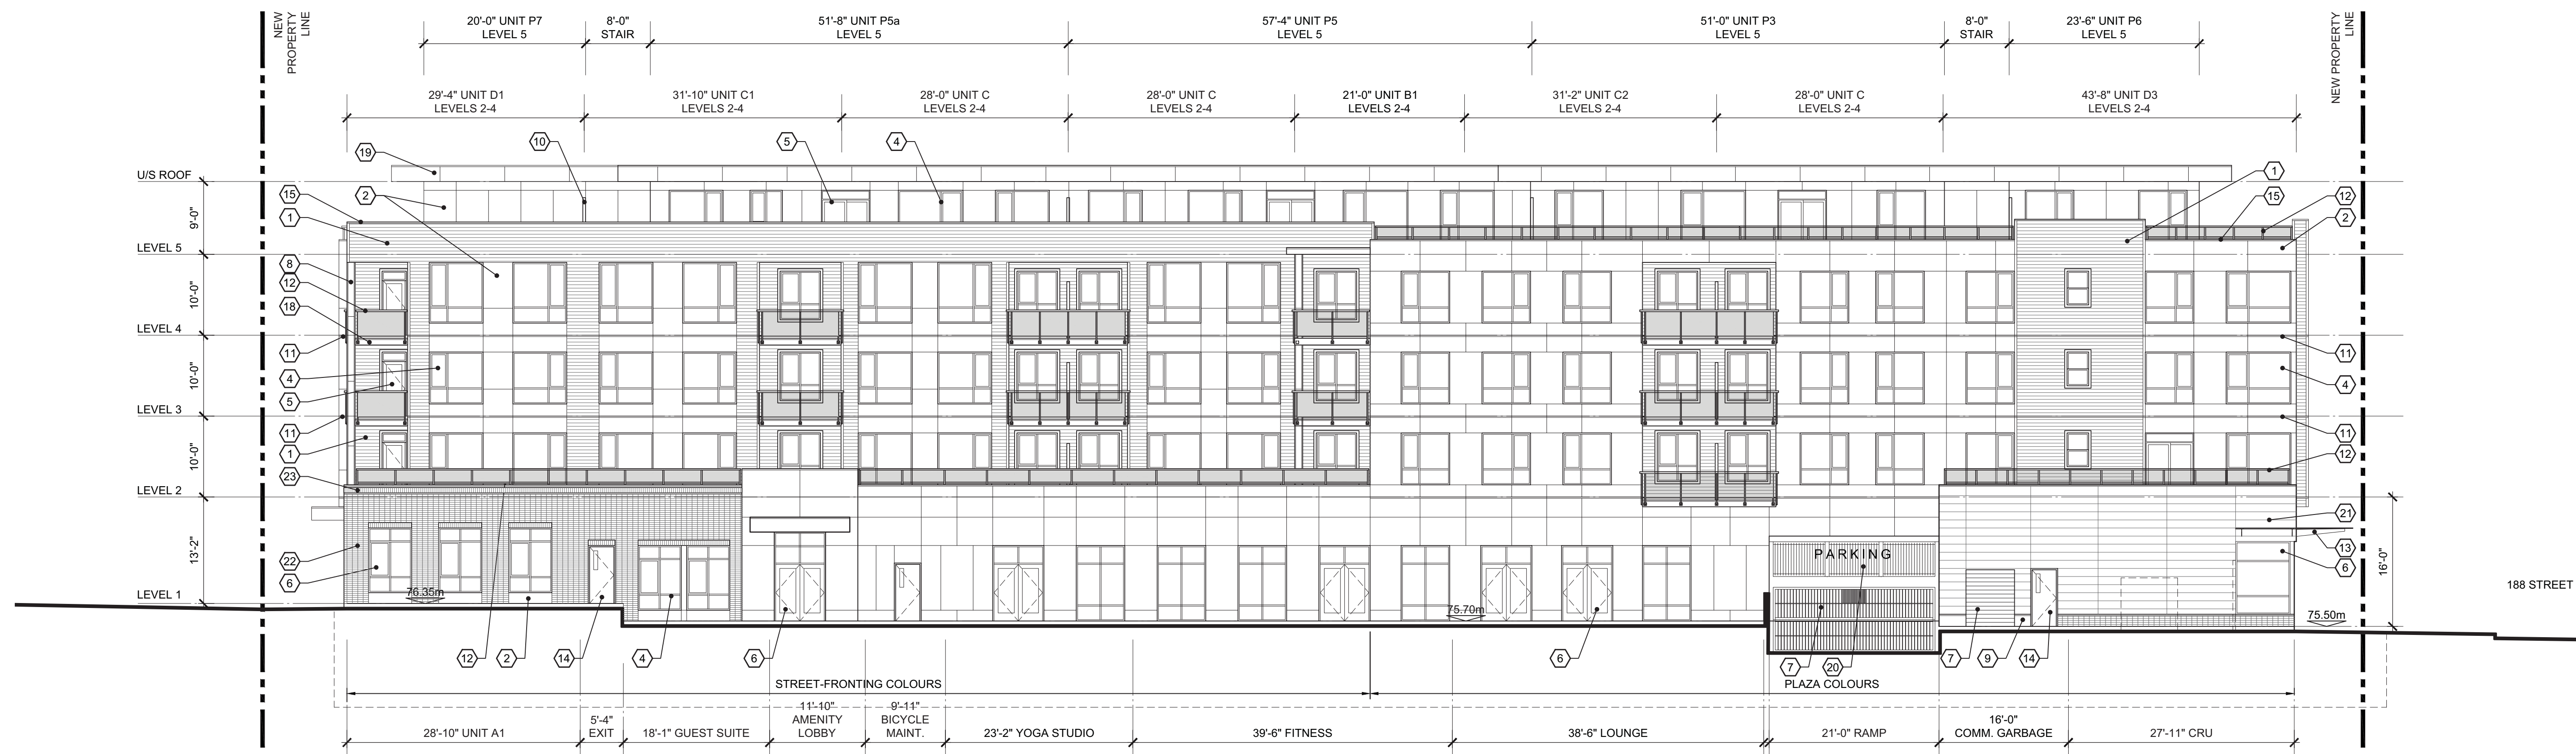 NEW
PROPERTY
LINE
20'-0" UNIT P7
LEVEL 5
8'-0"
STAIR
51'-8" UNIT P5a
LEVEL 5
57'-4" UNIT P5
LEVEL 5
51'-0" UNIT P3
LEVEL 5
8'-0"
STAIR
23'-6" UNIT P6
LEVEL 5
NEW PROPERTY
LINE
29'-4" UNIT D1
LEVELS 2-4
31'-10" UNIT C1
LEVELS 2-4
28'-0" UNIT C
LEVELS 2-4
28'-0" UNIT C
LEVELS 2-4
21'-0" UNIT B1
LEVELS 2-4
31'-2" UNIT C2
LEVELS 2-4
28'-0" UNIT C
LEVELS 2-4
43'-8" UNIT D3
LEVELS 2-4
19
10
5
4
U/S ROOF
15
2
1
9'-0"
LEVEL 5
8
12
10'-0"
18
LEVEL 4
11
4
10'-0"
5
LEVEL 3
11
1
10'-0"
23
LEVEL 2
13'-2"
22
6
LEVEL 1
76.35m
1
12
15
2
11
4
11
12
21
13
6
16'-0"
188 STREET
PARKING
75.70m
75.50m
12
2
14
4
6
6
7
20
7
9
14
STREET-FRONTING COLOURS
PLAZA COLOURS
28'-10" UNIT A1
5'-4"
EXIT
18'-1" GUEST SUITE
11'-10"
AMENITY
LOBBY
9'-11"
BICYCLE
MAINT.
23'-2" YOGA STUDIO
39'-6" FITNESS
38'-6" LOUNGE
21'-0" RAMP
16'-0"
COMM. GARBAGE
27'-11" CRU